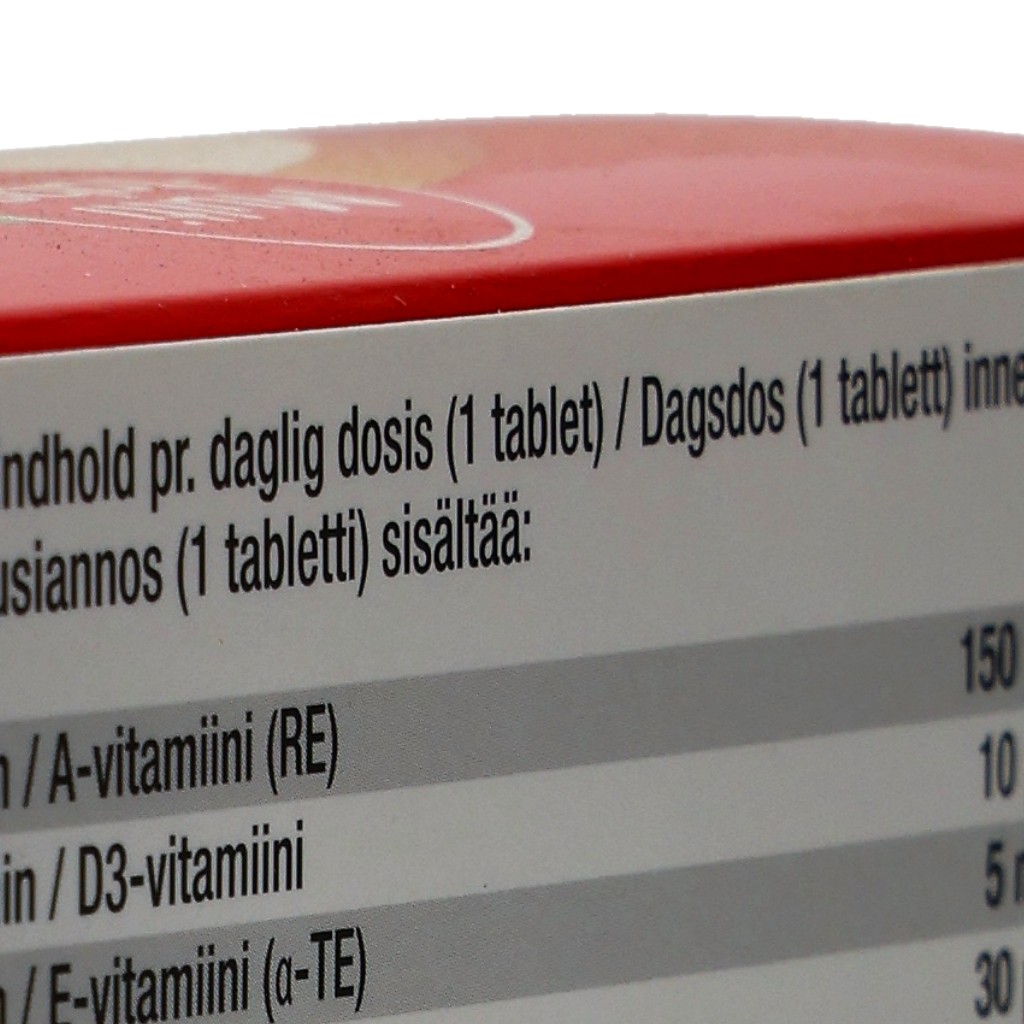 indhold pr. daglig dosis (1 tablet) / Dagsdos (1 tablett) inne
usiannos (1 tabletti) sisältää:
n / A-vitamiini (RE) 150
in / D3-vitamiini 10
n / E-vitamiini (α-TE) 5 m
30